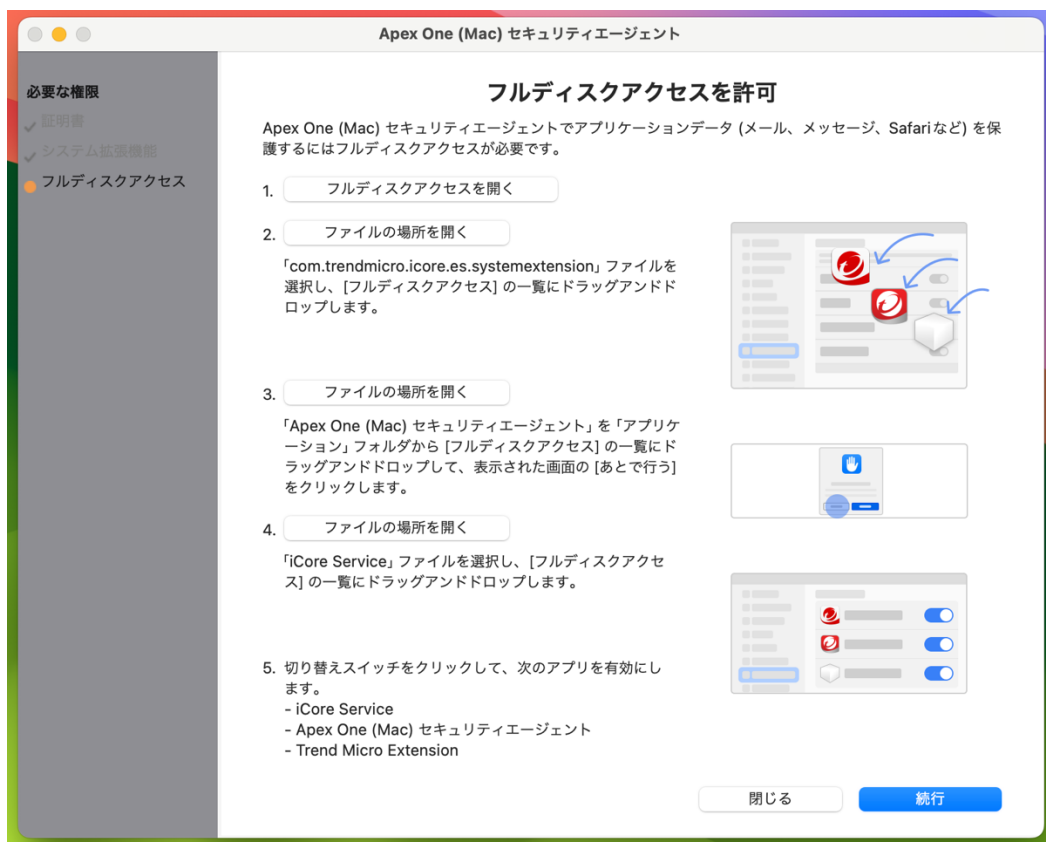 Apex One (Mac) セキュリティエージェント
必要な権限
証明書
システム拡張機能
フルディスクアクセス
フルディスクアクセスを許可
Apex One (Mac) セキュリティエージェントでアプリケーションデータ (メール、メッセージ、Safariなど) を保
護するにはフルディスクアクセスが必要です。
1. フルディスクアクセスを開く
2. ファイルの場所を開く
「com.trendmicro.icore.es.systemextension」ファイルを
選択し、[フルディスクアクセス] の一覧にドラッグアンドド
ロップします。
3. ファイルの場所を開く
「Apex One (Mac) セキュリティエージェント」を「アプリケ
ーション」フォルダから [フルディスクアクセス] の一覧にド
ラッグアンドドロップして、表示された画面の [あとで行う]
をクリックします。
4. ファイルの場所を開く
「iCore Service」ファイルを選択し、[フルディスクアクセ
ス] の一覧にドラッグアンドドロップします。
5. 切り替えスイッチをクリックして、次のアプリを有効にし
ます。
- iCore Service
- Apex One (Mac) セキュリティエージェント
- Trend Micro Extension
閉じる
続行